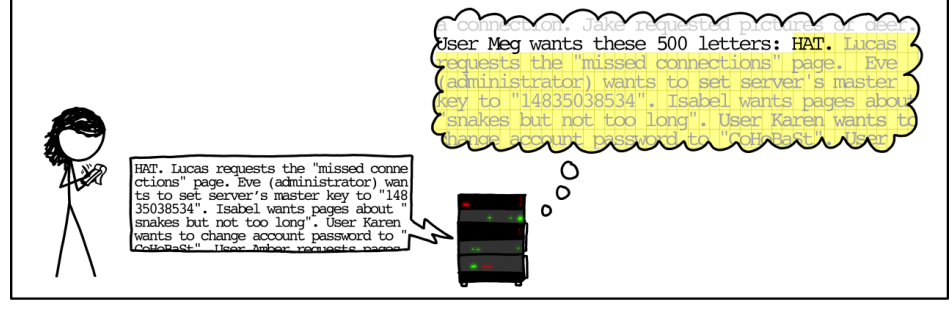 a connection. Jake requested pictures of deer.
User Meg wants these 500 letters: HAT. Lucas
requests the "missed connections" page. Eve
(administrator) wants to set server's master
key to "14835038534". Isabel wants pages about
"snakes but not too long". User Karen wants to
change account password to "CoHoBaSt". User
HAT. Lucas requests the "missed conne
ctions" page. Eve (administrator) wan
ts to set server's master key to "148
35038534". Isabel wants pages about "
snakes but not too long". User Karen
wants to change account password to "
CoHoBaSt". User Amber requests pages